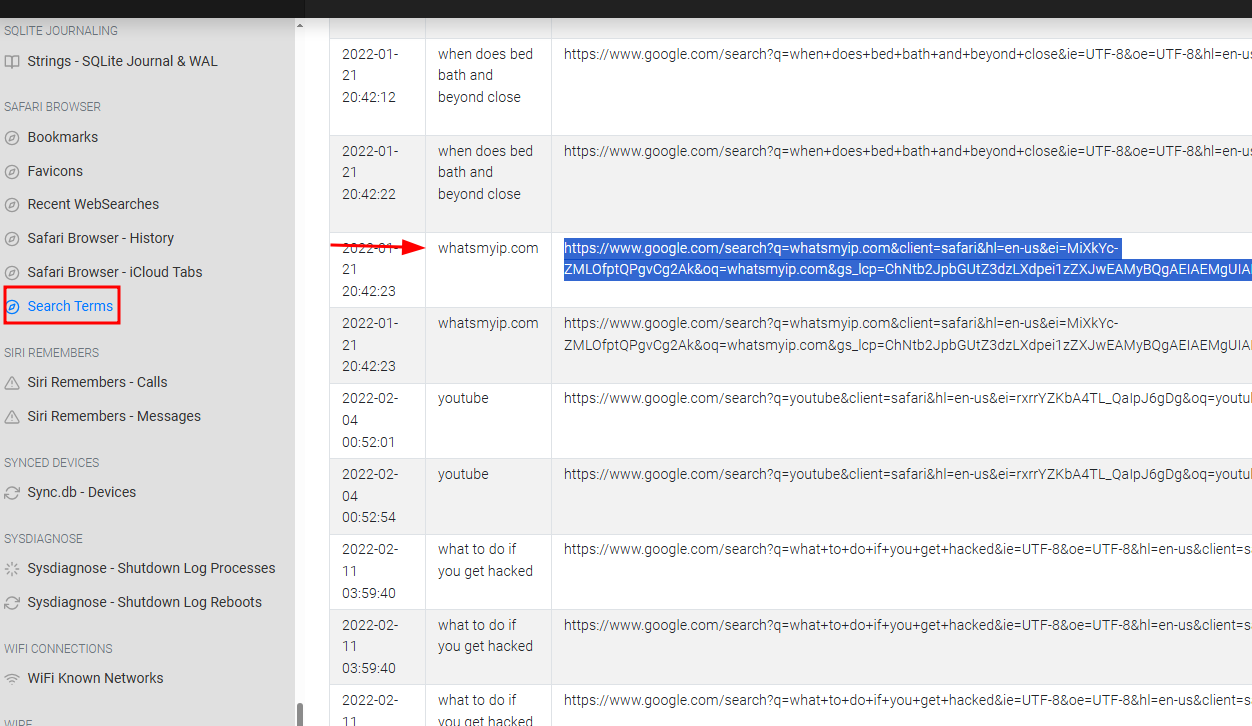 SQLITE JOURNALING
Strings - SQLite Journal & WAL
SAFARI BROWSER
Bookmarks
Favicons
Recent WebSearches
Safari Browser - History
Safari Browser - iCloud Tabs
Search Terms
SIRI REMEMBERS
Siri Remembers - Calls
Siri Remembers - Messages
SYNCED DEVICES
Sync.db - Devices
SYSDIAGNOSE
Sysdiagnose - Shutdown Log Processes
Sysdiagnose - Shutdown Log Reboots
WIFI CONNECTIONS
WiFi Known Networks
WIPE
2022-01-
21
20:42:12
when does bed
bath and
beyond close
https://www.google.com/search?q=when+does+bed+bath+and+beyond+close&ie=UTF-8&oe=UTF-8&hl=en-us
2022-01-
21
20:42:22
when does bed
bath and
beyond close
https://www.google.com/search?q=when+does+bed+bath+and+beyond+close&ie=UTF-8&oe=UTF-8&hl=en-us
2022-01-
21
20:42:23
whatsmyip.com
https://www.google.com/search?q=whatsmyip.com&client=safari&hl=en-us&ei=MiXkYc-
ZMLOfptQPgvCg2Ak&oq=whatsmyip.com&gs_lcp=ChNtb2JpbGUtZ3dzLXdpei1zZXJwEAMyBQgAEIAEMgUIA
2022-01-
21
20:42:23
whatsmyip.com
https://www.google.com/search?q=whatsmyip.com&client=safari&hl=en-us&ei=MiXkYc-
ZMLOfptQPgvCg2Ak&oq=whatsmyip.com&gs_lcp=ChNtb2JpbGUtZ3dzLXdpei1zZXJwEAMyBQgAEIAEMgUIA
2022-02-
04
00:52:01
youtube
https://www.google.com/search?q=youtube&client=safari&hl=en-us&ei=rxrrYZKbA4TL_QaIpJ6gDg&oq=youtu
2022-02-
04
00:52:54
youtube
https://www.google.com/search?q=youtube&client=safari&hl=en-us&ei=rxrrYZKbA4TL_QaIpJ6gDg&oq=youtu
2022-02-
11
03:59:40
what to do if
you get hacked
https://www.google.com/search?q=what+to+do+if+you+get+hacked&ie=UTF-8&oe=UTF-8&hl=en-us&client=s
2022-02-
11
03:59:40
what to do if
you get hacked
https://www.google.com/search?q=what+to+do+if+you+get+hacked&ie=UTF-8&oe=UTF-8&hl=en-us&client=s
2022-02-
11
what to do if
you get hacked
https://www.google.com/search?q=what+to+do+if+you+get+hacked&ie=UTF-8&oe=UTF-8&hl=en-us&client=s